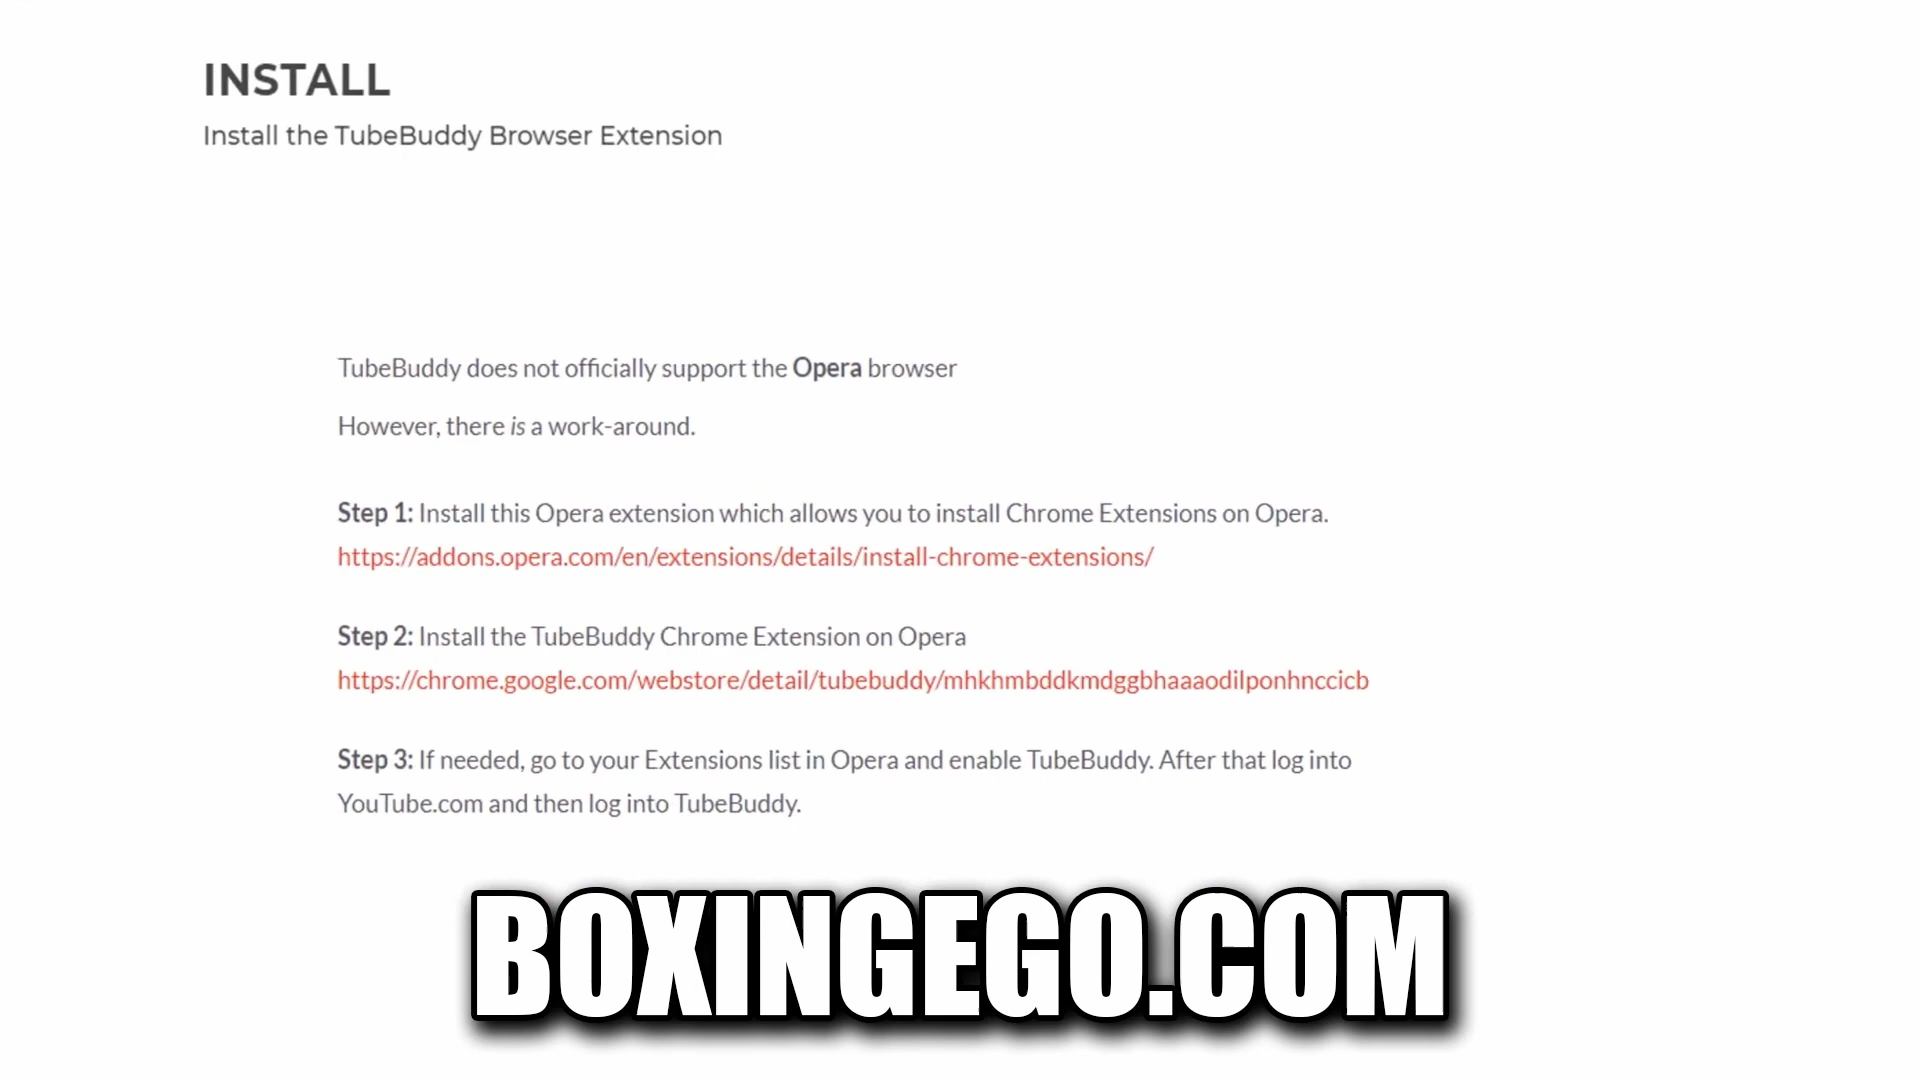 INSTALL
Install the TubeBuddy Browser Extension
TubeBuddy does not officially support the Opera browser
However, there is a work-around.
Step 1: Install this Opera extension which allows you to install Chrome Extensions on Opera.
https://addons.opera.com/en/extensions/details/install-chrome-extensions/
Step 2: Install the TubeBuddy Chrome Extension on Opera
https://chrome.google.com/webstore/detail/tubebuddy/mhkhmbddkmdggbhaaaodilponhnccicb
Step 3: If needed, go to your Extensions list in Opera and enable TubeBuddy. After that log into
YouTube.com and then log into TubeBuddy.
BOXINGEGO.COM